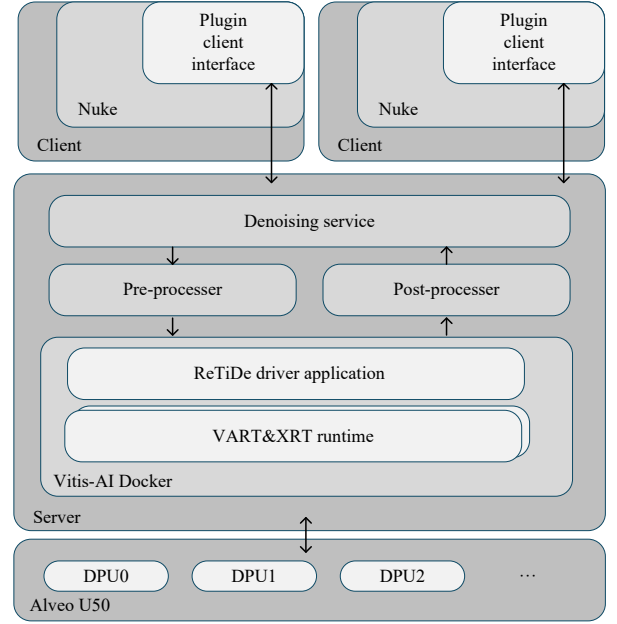 Plugin
client
interface
Nuke
Client
Plugin
client
interface
Nuke
Client
Denoising service
Pre-processer
Post-processer
ReTiDe driver application
VART&XRT runtime
Vitis-AI Docker
Server
DPU0
DPU1
DPU2
...
Alveo U50